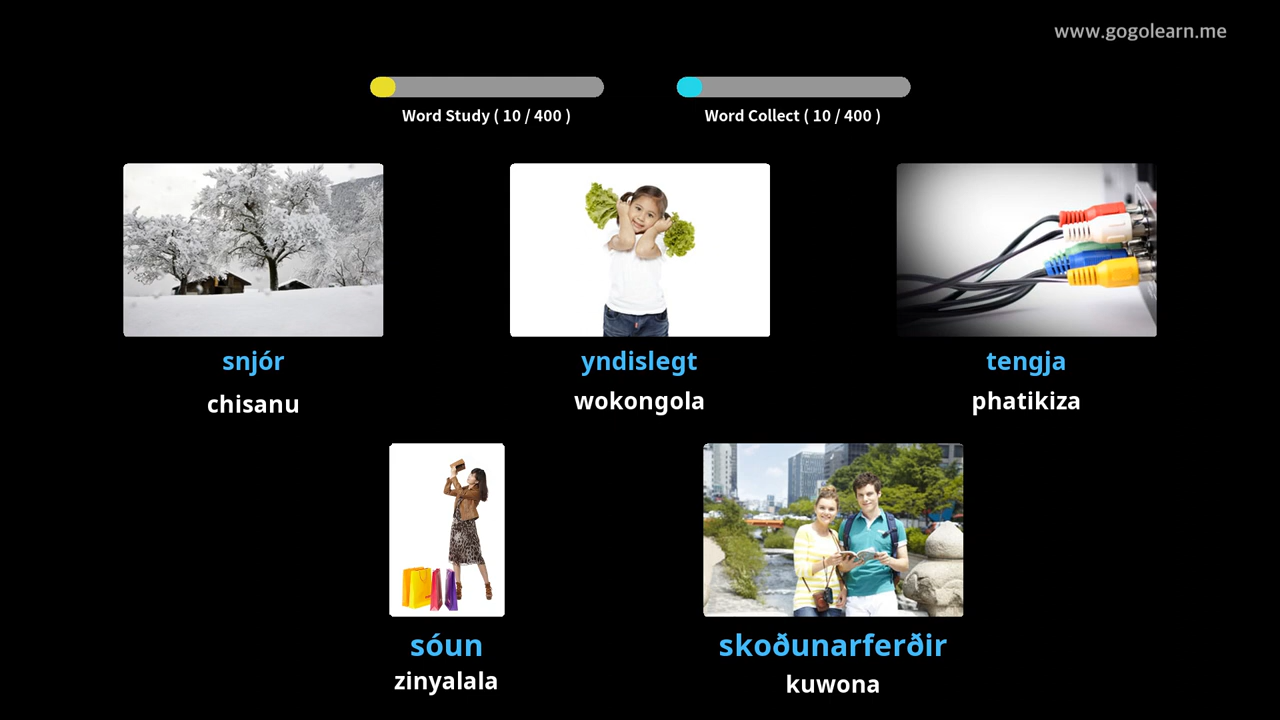 www.gogolearn.me
Word Study ( 10 / 400 )
Word Collect ( 10 / 400 )
snjór
chisanu
yndislegt
wokongola
tengja
phatikiza
sóun
zinyalala
skoðunarferðir
kuwona